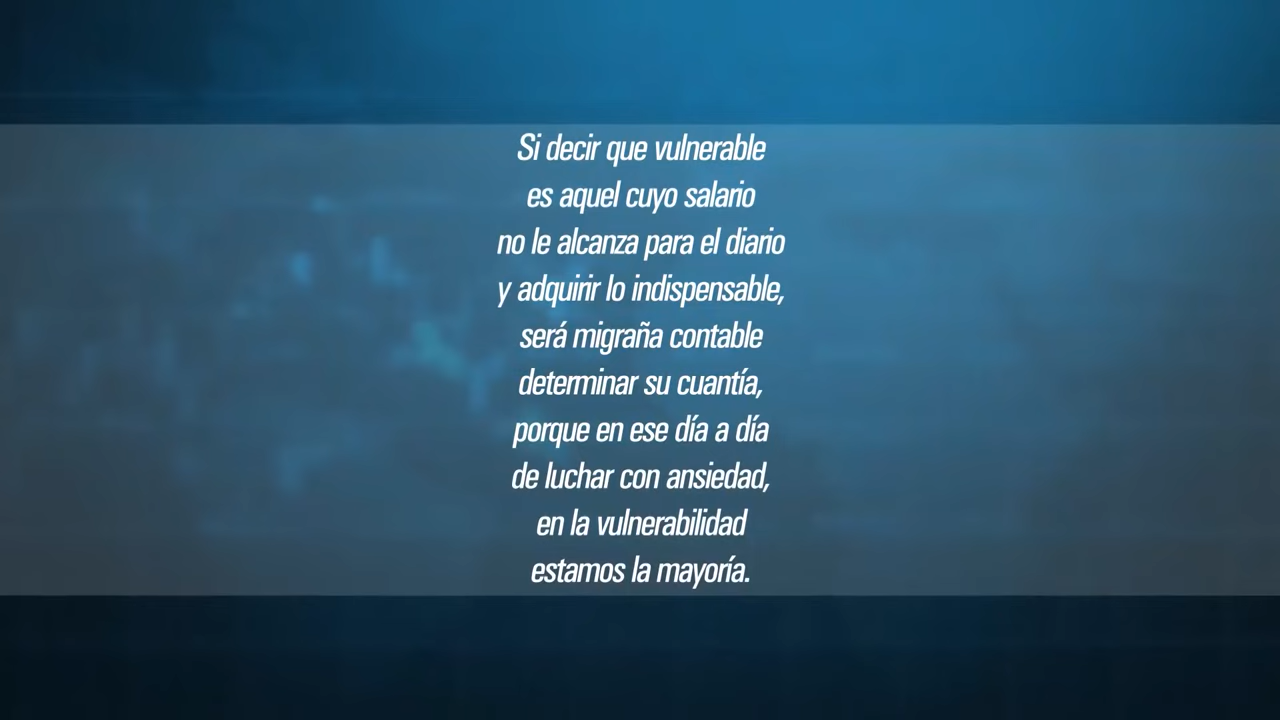 Si decir que vulnerable
es aquel cuyo salario
no le alcanza para el diario
y adquirir lo indispensable,
será migraña contable
determinar su cuantía,
porque en ese día a día
de luchar con ansiedad,
en la vulnerabilidad
estamos la mayoría.